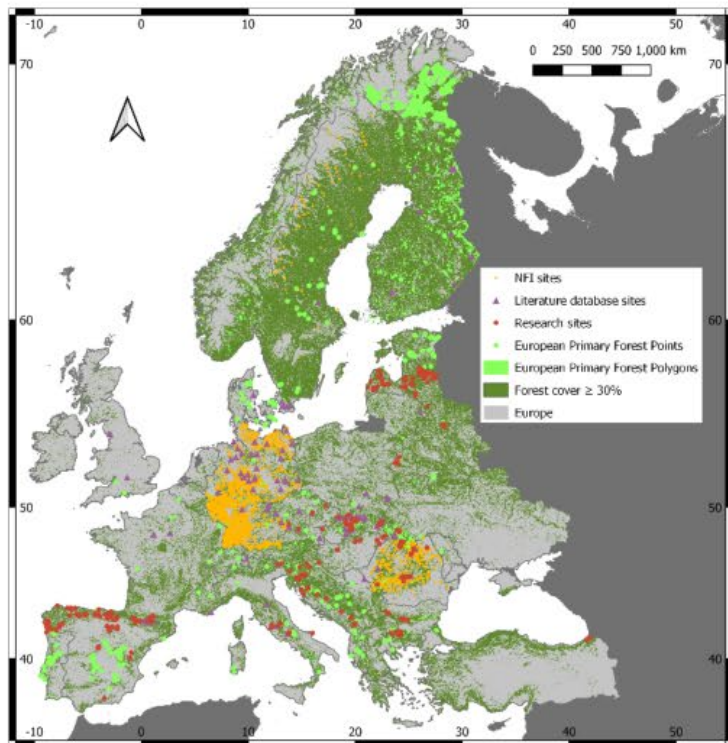 -10 0 10 20 30 40 50
0 250 500 750 1,000 km
70 70
NFI sites
Literature database sites
Research sites
60 European Primary Forest Points 60
European Primary Forest Polygons
Forest cover ≥ 30%
Europe
50 50
40 40
-10 0 10 20 30 40 50